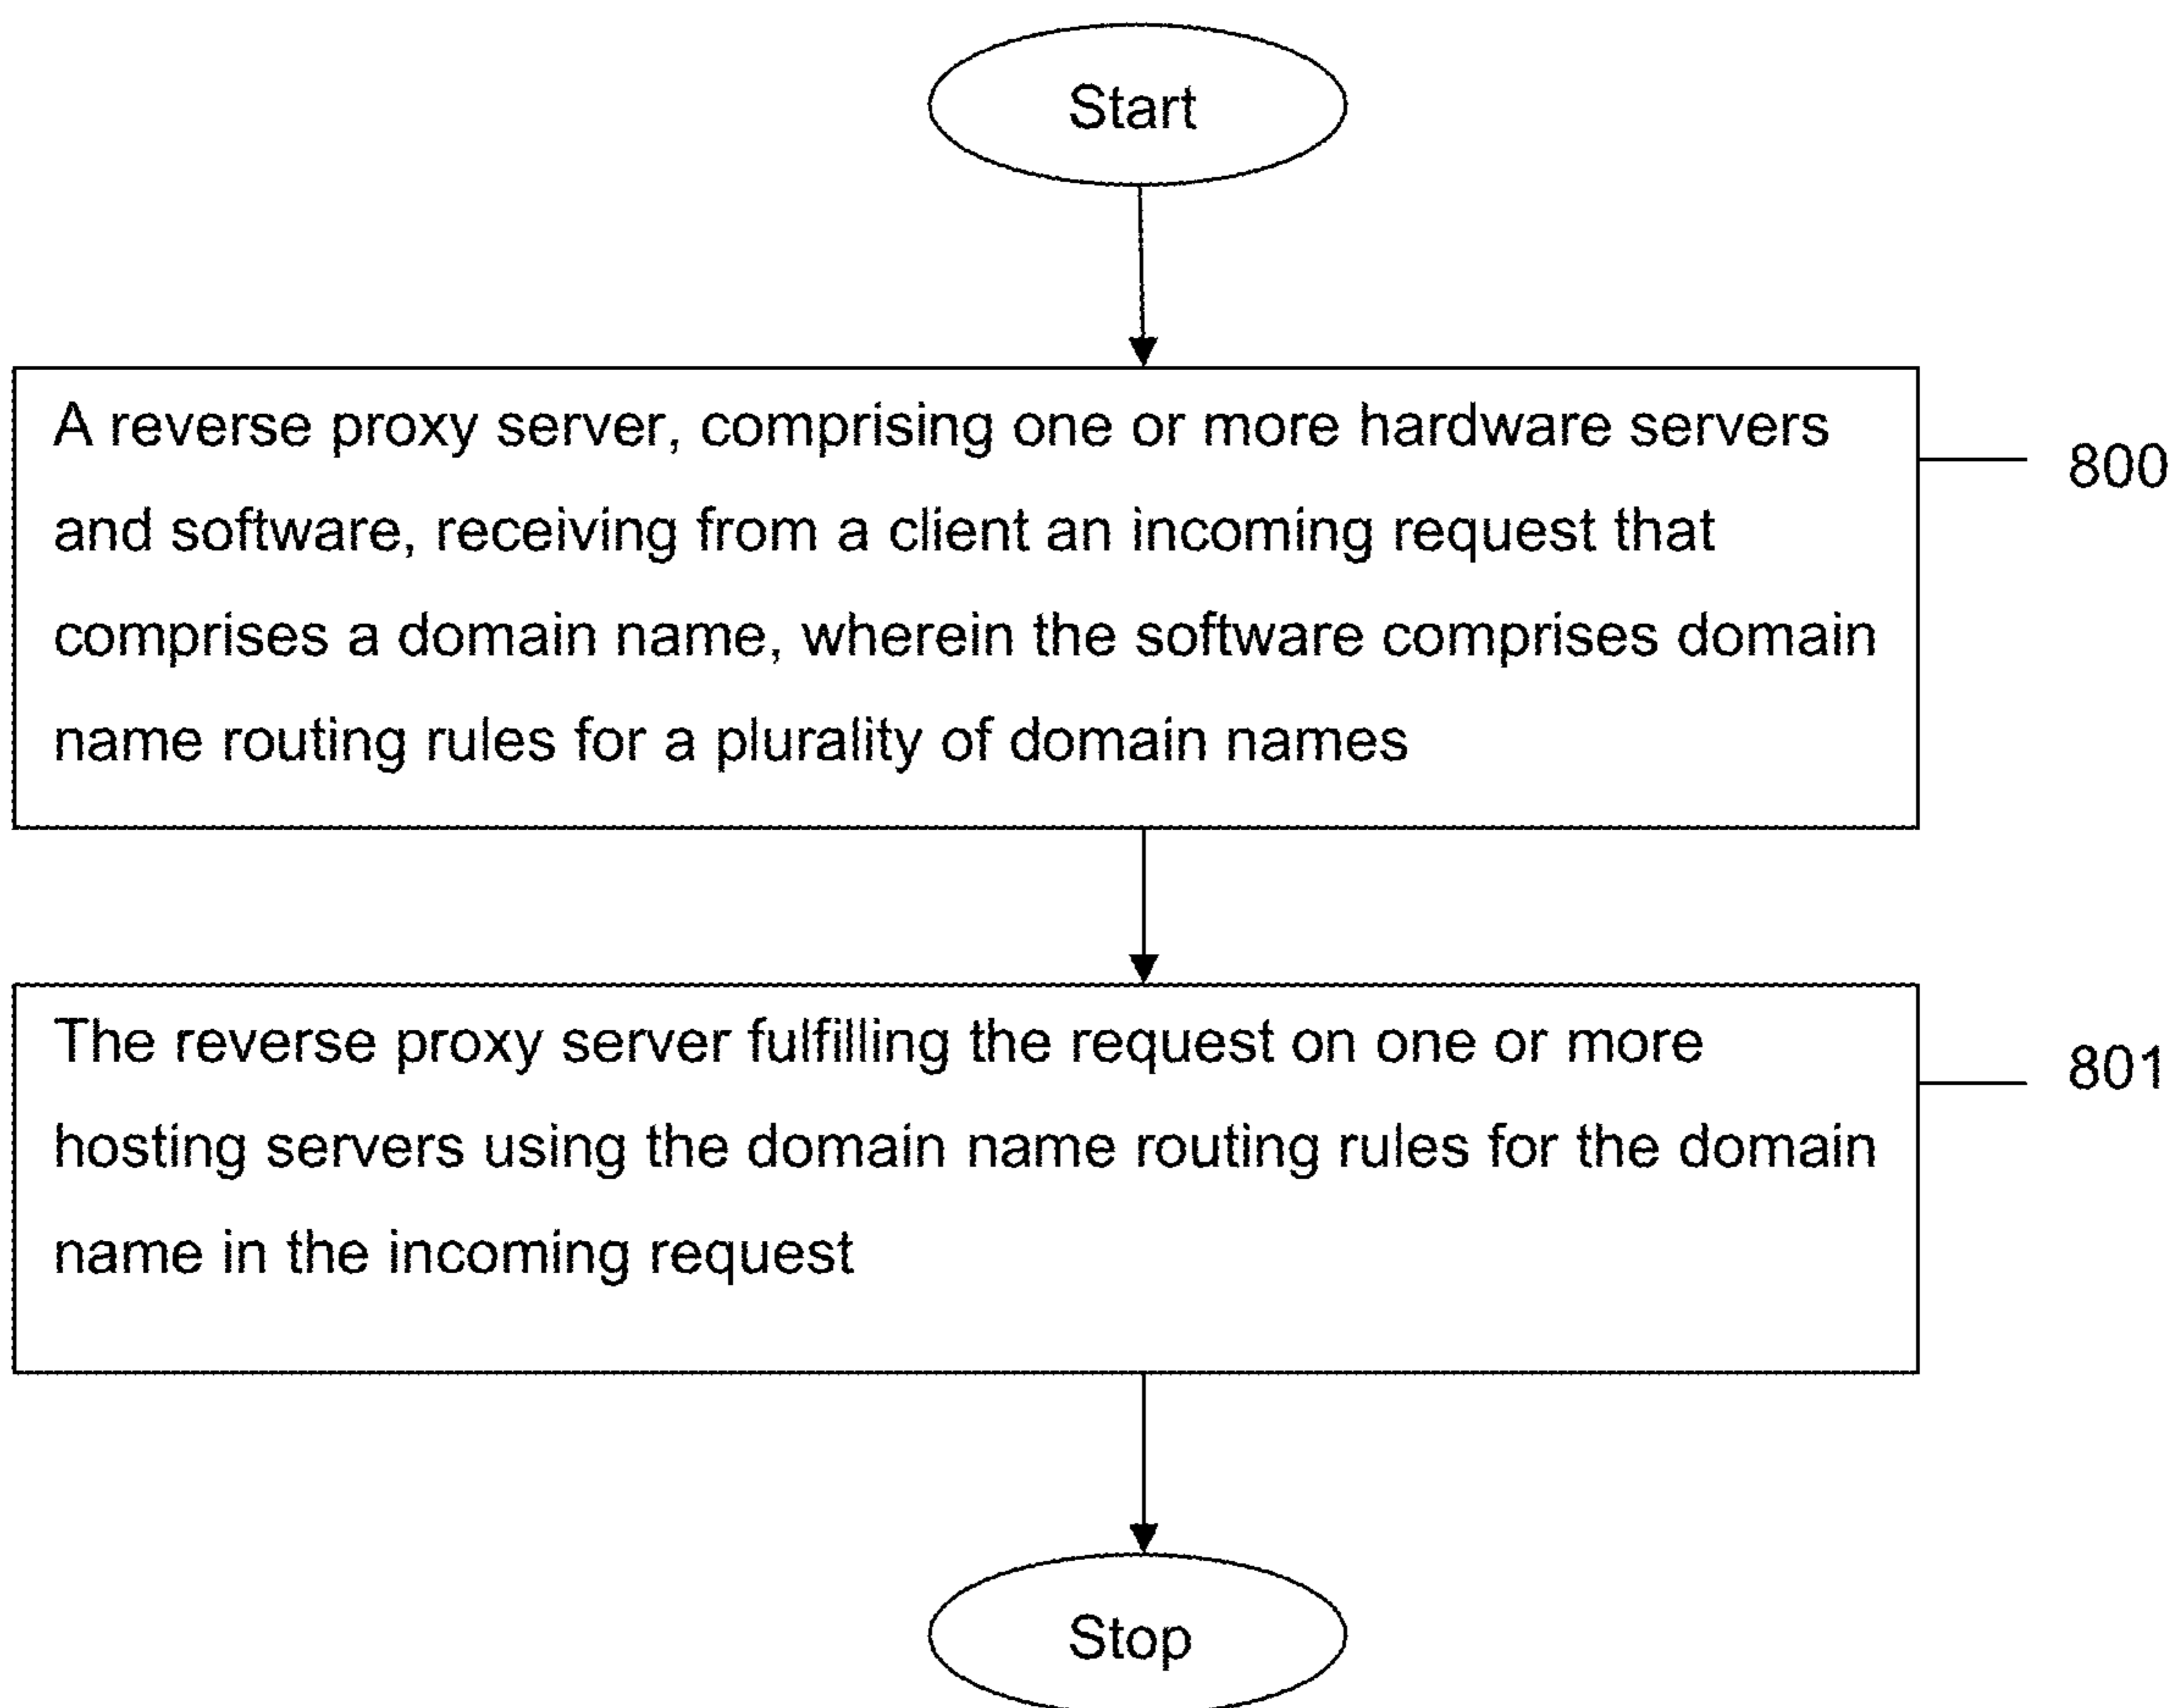 Start
A reverse proxy server, comprising one or more hardware servers
and software, receiving from a client an incoming request that
comprises a domain name, wherein the software comprises domain
name routing rules for a plurality of domain names
800
The reverse proxy server fulfilling the request on one or more
hosting servers using the domain name routing rules for the domain
name in the incoming request
801
Stop